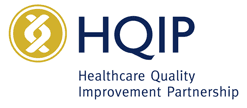 HQIP
Healthcare Quality
Improvement Partnership